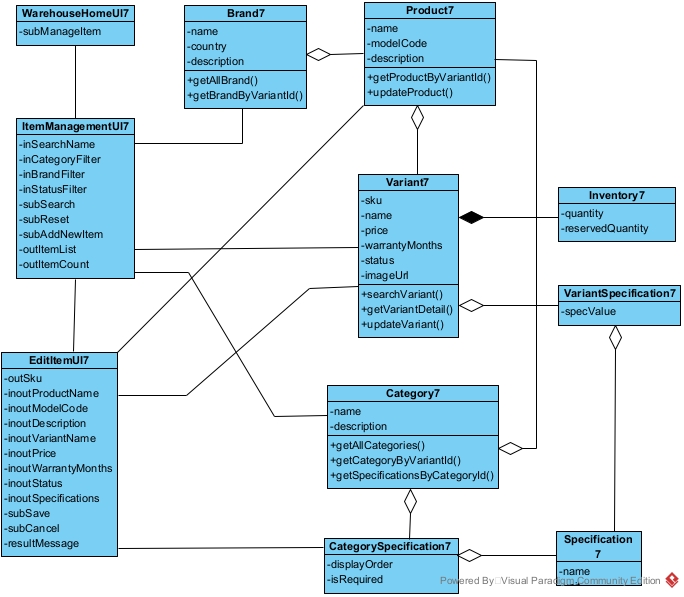 WarehouseHomeUI7
-subManageItem
Brand7
-name
-country
-description
+getAllBrand()
+getBrandByVariantId()
Product7
-name
-modelCode
-description
+getProductByVariantId()
+updateProduct()
ItemManagementUI7
-inSearchName
-inCategoryFilter
-inBrandFilter
-inStatusFilter
-subSearch
-subReset
-subAddNewItem
-outItemList
-outItemCount
Variant7
-sku
-name
-price
-warrantyMonths
-status
-imageUrl
+searchVariant()
+getVariantDetail()
+updateVariant()
Inventory7
-quantity
-reservedQuantity
VariantSpecification7
-specValue
EditItemUI7
-outSku
-inoutProductName
-inoutModelCode
-inoutDescription
-inoutVariantName
-inoutPrice
-inoutWarrantyMonths
-inoutStatus
-inoutSpecifications
-subSave
-subCancel
-resultMessage
Category7
-name
-description
+getAllCategories()
+getCategoryByVariantId()
+getSpecificationsByCategoryId()
CategorySpecification7
-displayOrder
-isRequired
Specification
7
-name
Powered By Visual Paradigm Community Edition